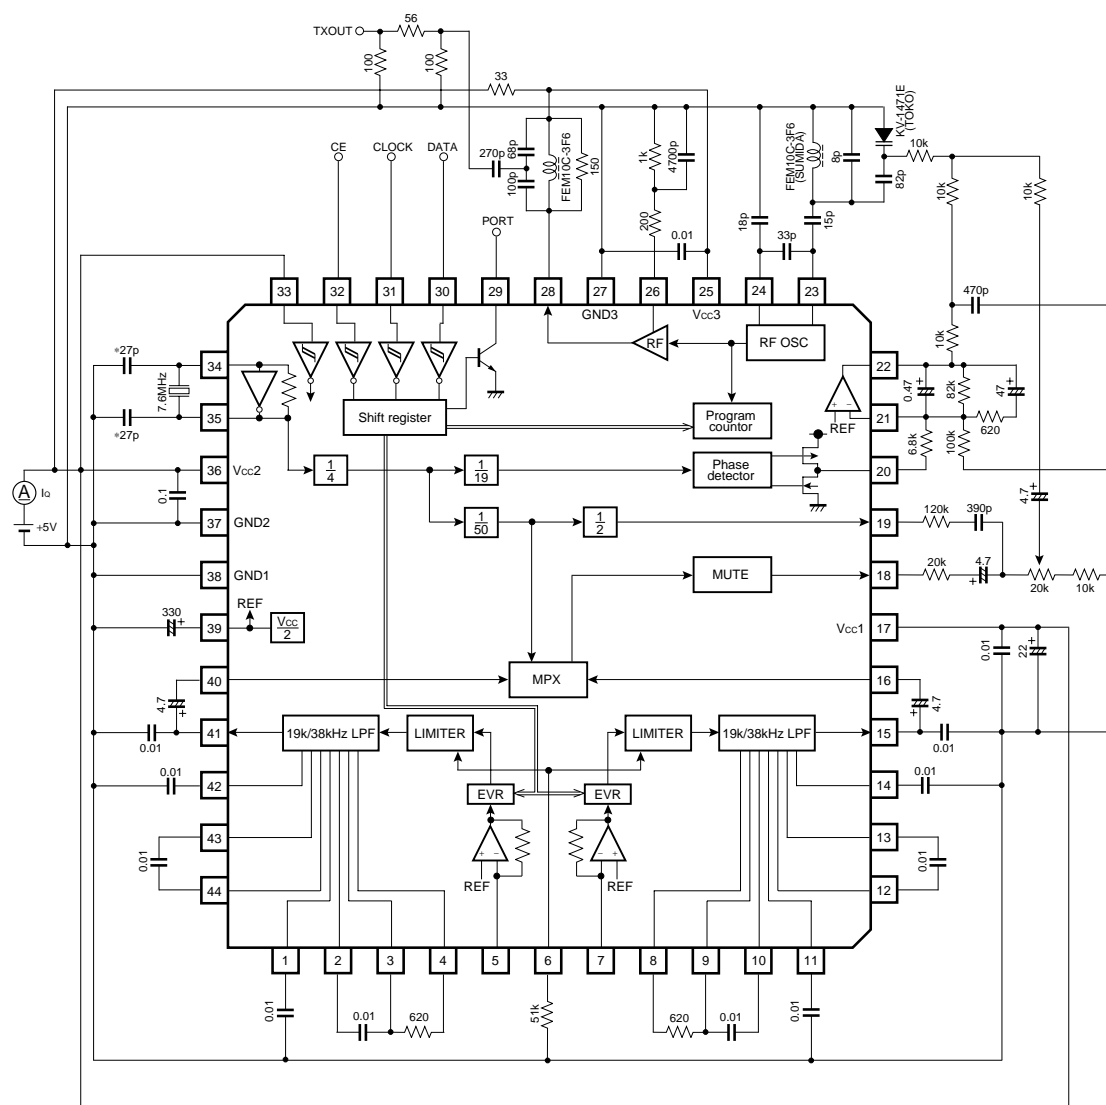 56
TXOUT
100
100
33
CE
CLOCK
DATA
270p
68p
100p
FEM10C-3F6
150
1k
4700p
200
0.01
18p
33p
15p
FEM10C-3F6
(SUMIDA)
8p
KV-1471E
(TOKO)
82p
10k
10k
10k
PORT
33
32
31
30
29
28
27
26
25
24
23
GND3
Vcc3
470p
10k
*27p
7.6MHz
*27p
34
35
RF
RF OSC
22
21
20
REF
0.47
82k
47
620
6.8k
100k
Shift register
Program
countor
36
Vcc2
1
4
1
19
Phase
detector
A
IQ
+5V
0.1
37
GND2
1
50
1
2
19
120k
390p
4.7
38
GND1
MUTE
18
20k
4.7
20k
10k
330
39
REF
Vcc
2
Vcc1
17
0.01
22
40
MPX
16
4.7
4.7
0.01
41
19k/38kHz LPF
LIMITER
LIMITER
19k/38kHz LPF
15
0.01
0.01
42
EVR
EVR
14
0.01
0.01
43
44
REF
REF
13
12
0.01
1
2
3
4
5
6
7
8
9
10
11
0.01
0.01
620
51k
620
0.01
0.01